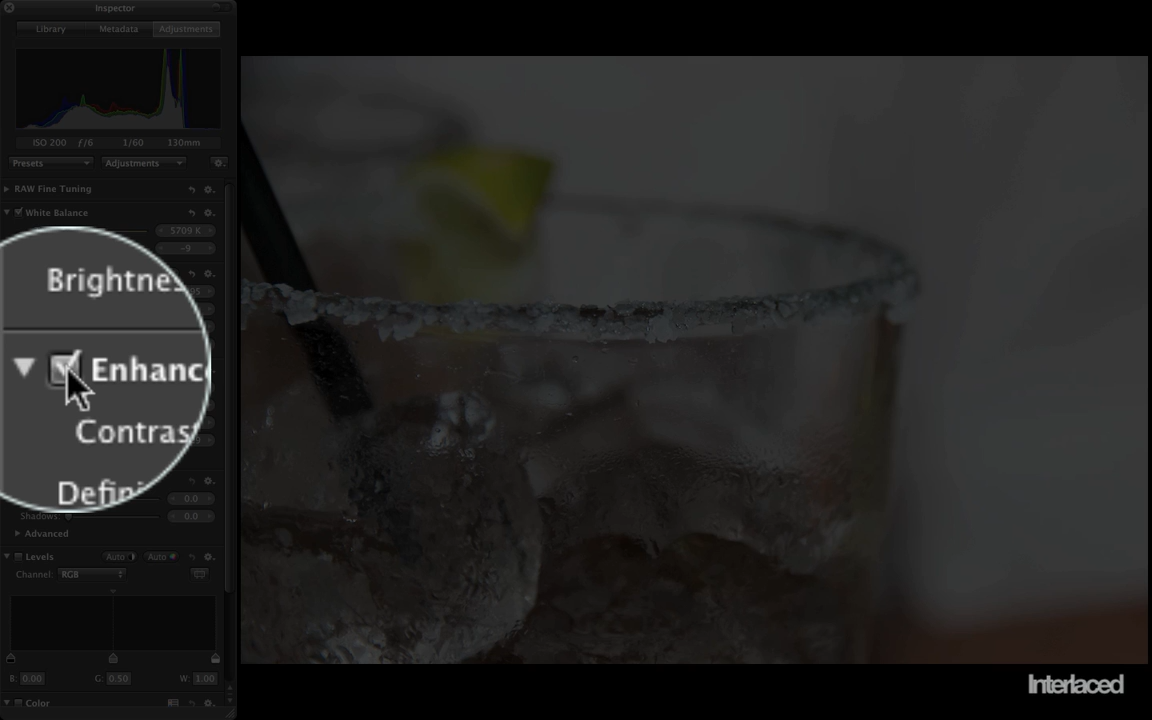 Inspector
Library Metadata Adjustments
ISO 200 ƒ/6 1/60 130mm
Presets Adjustments
RAW Fine Tuning
White Balance
5709 K
-9
Brightnes
Enhance
Contrast
Defini
0.0
Shadows: 0.0
Advanced
Levels Auto Auto
Channel: RGB
B: 0.00 G: 0.50 W: 1.00
Color
Interlaced